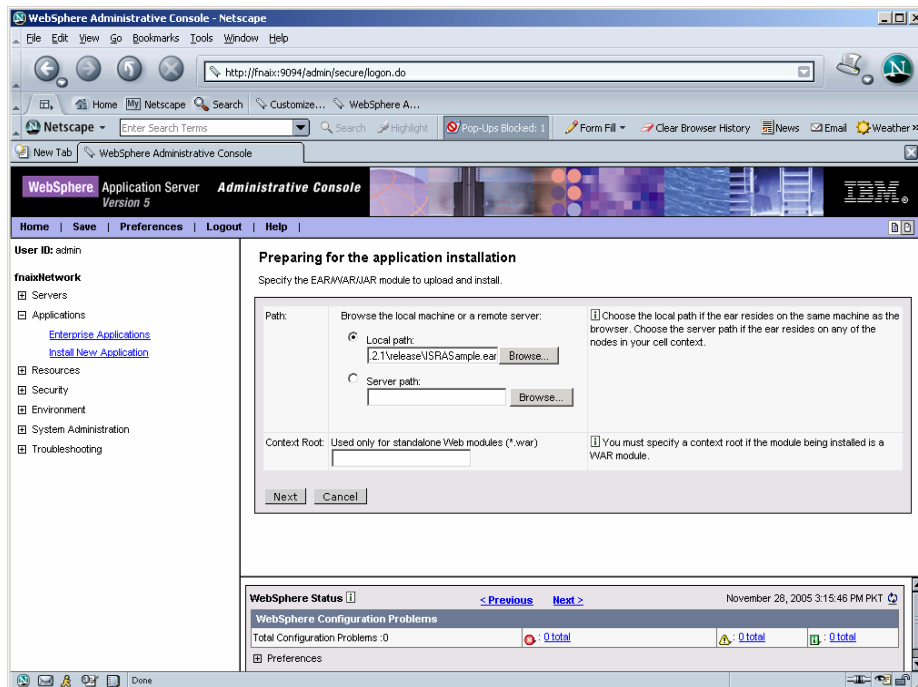 WebSphere Administrative Console - Netscape
File Edit View Go Bookmarks Tools Window Help
http://fnaix:9094/admin/secure/logon.do
Home My Netscape Search Customize... WebSphere A...
Netscape Enter Search Terms Search Highlight Pop-Ups Blocked: 1 Form Fill Clear Browser History News Email Weather
New Tab WebSphere Administrative Console
WebSphere Application Server Administrative Console
Version 5
IBM
Home | Save | Preferences | Logout | Help |
User ID: admin
fnaixNetwork
Servers
Applications
Enterprise Applications
Install New Application
Resources
Security
Environment
System Administration
Troubleshooting
Preparing for the application installation
Specify the EAR/WAR/JAR module to upload and install.
Path: Browse the local machine or a remote server:
Local path:
.2.1\release\ISRASample.ear Browse...
Server path:
Browse...
Choose the local path if the ear resides on the same machine as the
browser. Choose the server path if the ear resides on any of the
nodes in your cell context.
Context Root: Used only for standalone Web modules (*.war)
You must specify a context root if the module being installed is a
WAR module.
Next Cancel
WebSphere Status < Previous Next > November 28, 2005 3:15:46 PM PKT
WebSphere Configuration Problems
Total Configuration Problems :0 : 0 total : 0 total : 0 total
Preferences
Done